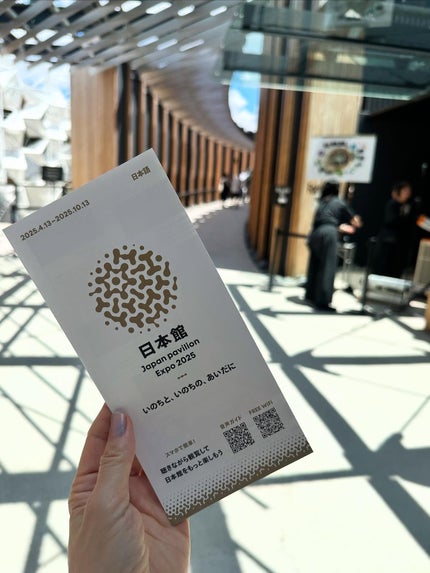 2025.4.13–2025.10.13
日本語
日本館
Japan pavilion
Expo 2025
いのちと、いのちの、あいだに
スマホで簡単!
聴きながら観覧して
日本館をもっと楽しもう
音声ガイド
FREE WiFi